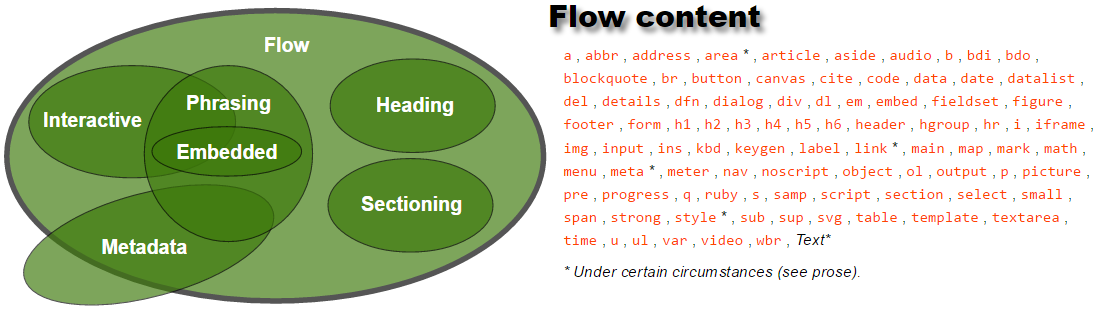 Flow
Interactive
Phrasing
Embedded
Heading
Sectioning
Metadata
Flow content
a , abbr , address , area * , article , aside , audio , b , bdi , bdo ,
blockquote , br , button , canvas , cite , code , data , date , datalist ,
del , details , dfn , dialog , div , dl , em , embed , fieldset , figure ,
footer , form , h1 , h2 , h3 , h4 , h5 , h6 , header , hgroup , hr , i , iframe ,
img , input , ins , kbd , keygen , label , link * , main , map , mark , math ,
menu , meta * , meter , nav , noscript , object , ol , output , p , picture ,
pre , progress , q , ruby , s , samp , script , section , select , small ,
span , strong , style * , sub , sup , svg , table , template , textarea ,
time , u , ul , var , video , wbr , Text*
* Under certain circumstances (see prose).